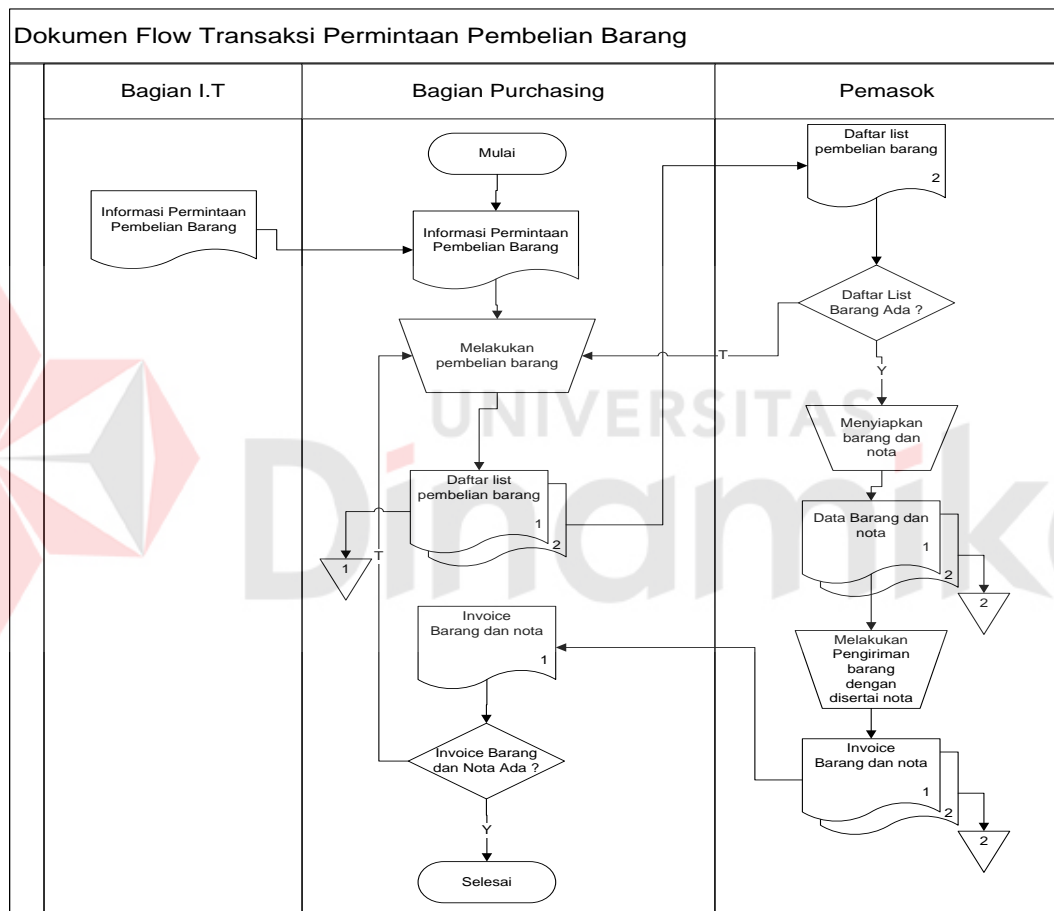 Dokumen Flow Transaksi Permintaan Pembelian Barang
Bagian I.T
Bagian Purchasing
Pemasok
Informasi Permintaan
Pembelian Barang
Mulai
Informasi Permintaan
Pembelian Barang
Melakukan
pembelian barang
Daftar list
pembelian barang
1
2
1
T
Invoice
Barang dan nota
1
Invoice Barang
dan Nota Ada ?
Y
Selesai
Daftar list
pembelian barang
2
Daftar List
Barang Ada ?
T
Y
Menyiapkan
barang dan
nota
Data Barang dan
nota
1
2
2
Melakukan
Pengiriman
barang
dengan
disertai nota
Invoice
Barang dan nota
1
2
2
UNIVERSITAS
Dinamika